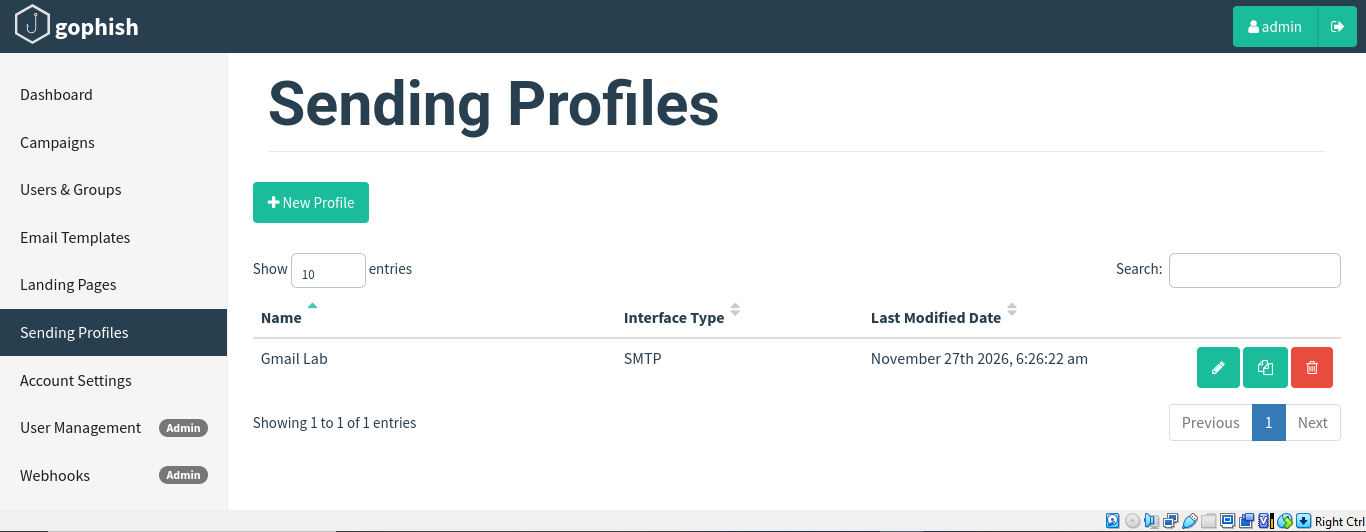 gophish
admin
Dashboard
Campaigns
Users & Groups
Email Templates
Landing Pages
Sending Profiles
Account Settings
User Management Admin
Webhooks Admin
Sending Profiles
New Profile
Show 10 entries
Search:
Name Interface Type Last Modified Date
Gmail Lab SMTP November 27th 2026, 6:26:22 am
Showing 1 to 1 of 1 entries
Previous 1 Next
Right Ctrl